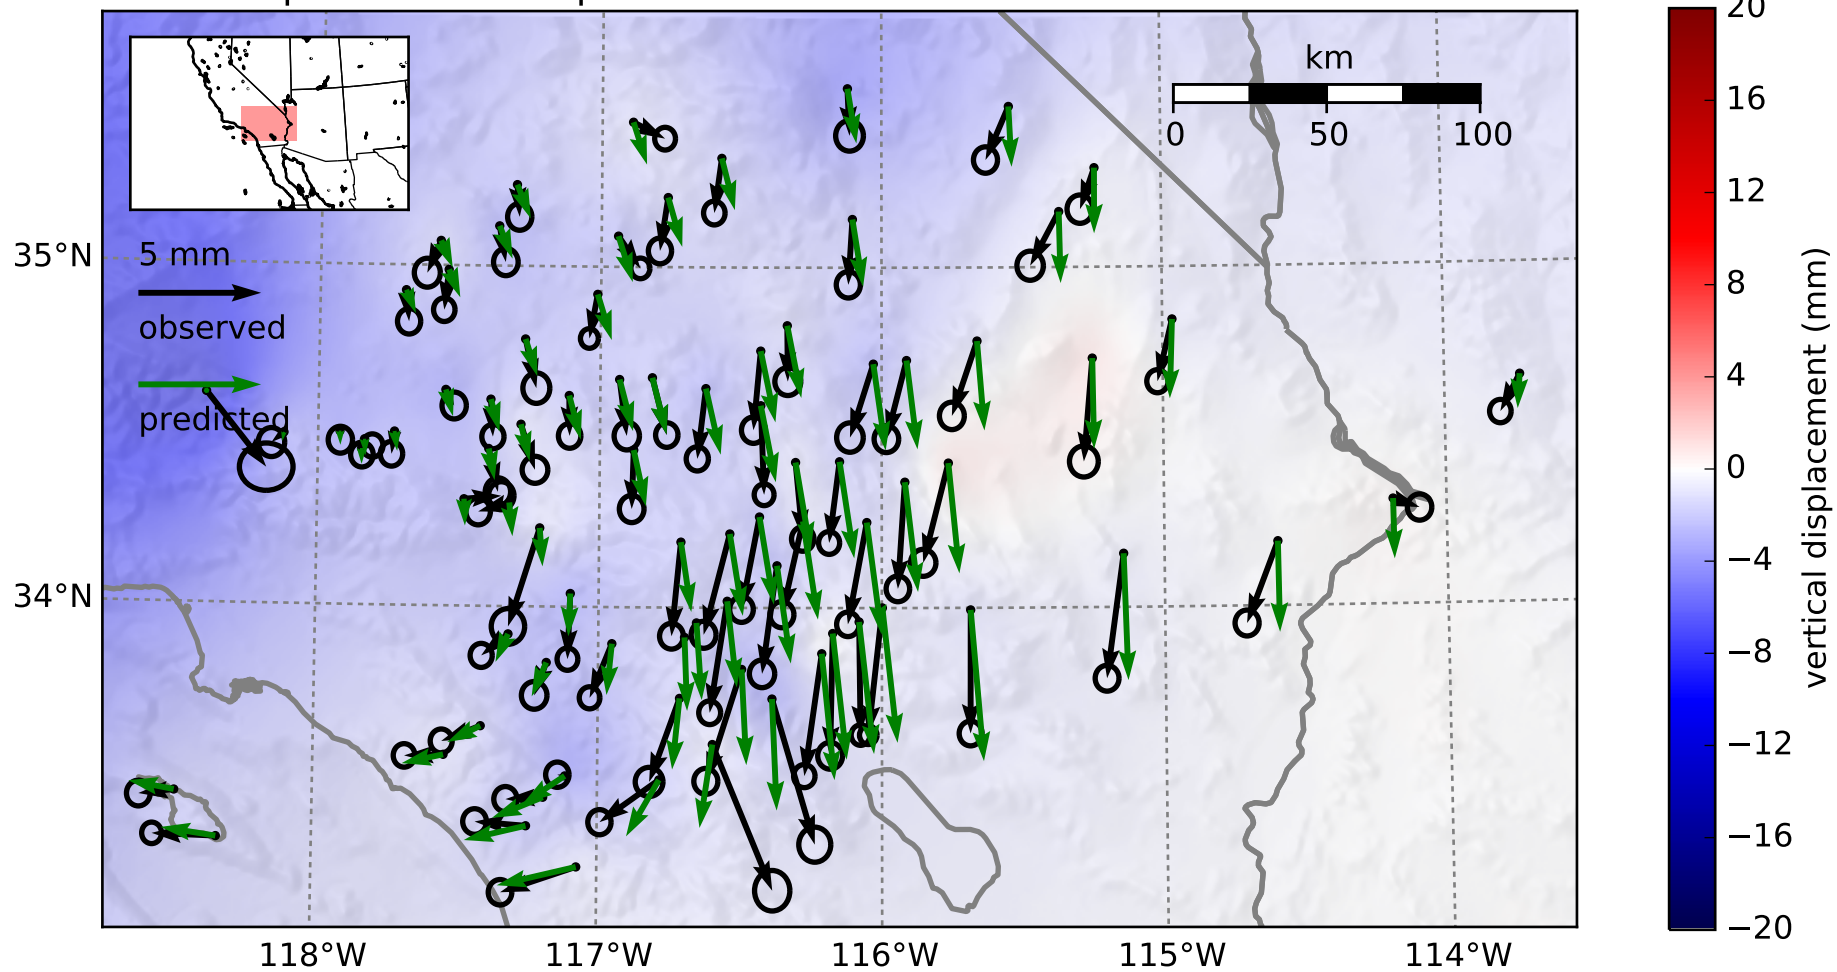 km
0 50 100
5 mm
observed
predicted
35°N
34°N
118°W 117°W 116°W 115°W 114°W
20
16
12
8
4
0
−4
−8
−12
−16
−20
vertical displacement (mm)